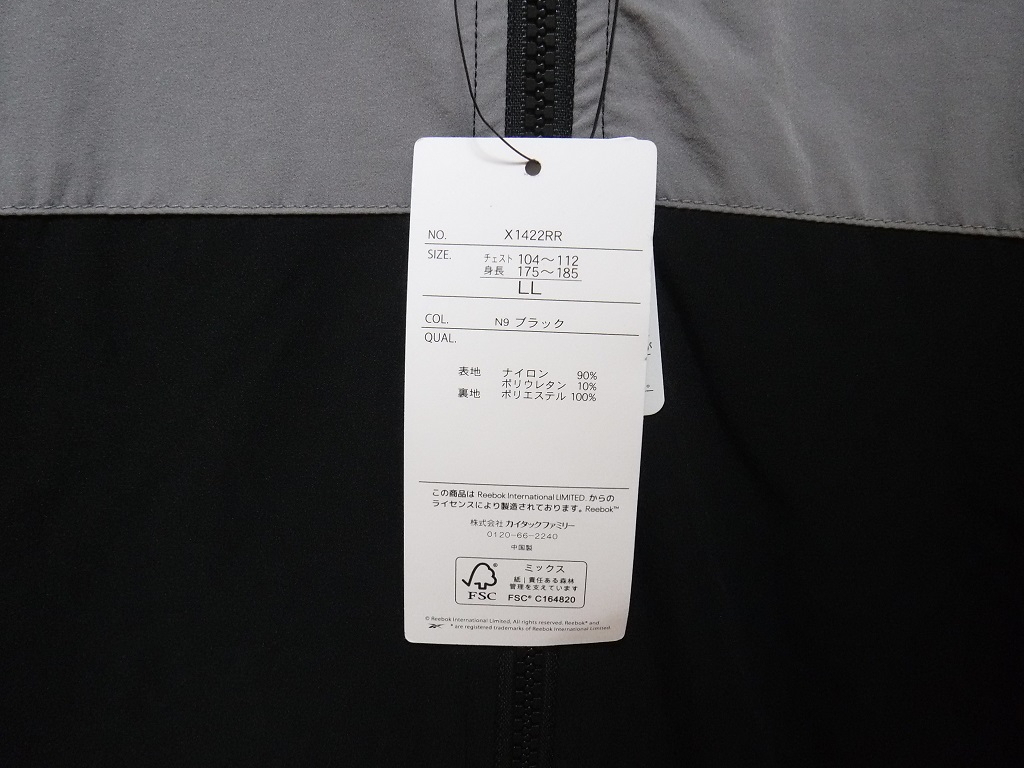 NO. X1422RR
SIZE. チェスト 104〜112
身長 175〜185
LL
COL. N9 ブラック
QUAL.
表地 ナイロン 90%
ポリウレタン 10%
裏地 ポリエステル 100%
この商品は Reebok International LIMITED. からの
ライセンスにより製造されております。Reebok™
株式会社 カイタックファミリー
0120-66-2240
中国製
ミックス
紙|責任ある森林
管理を支えています
FSC® C164820
FSC
© Reebok International Limited, All rights reserved. Reebok® and
® are registered trademarks of Reebok International Limited.